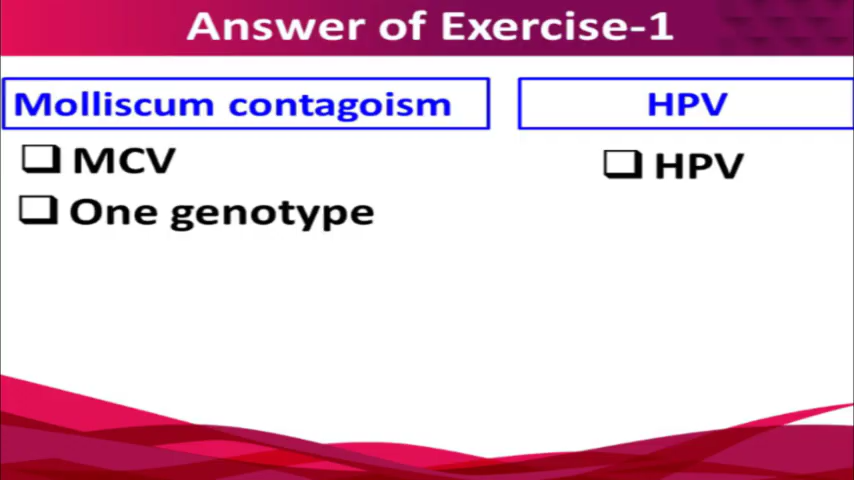 Answer of Exercise-1
Molliscum contagoism
HPV
❑ MCV
❑ HPV
❑ One genotype